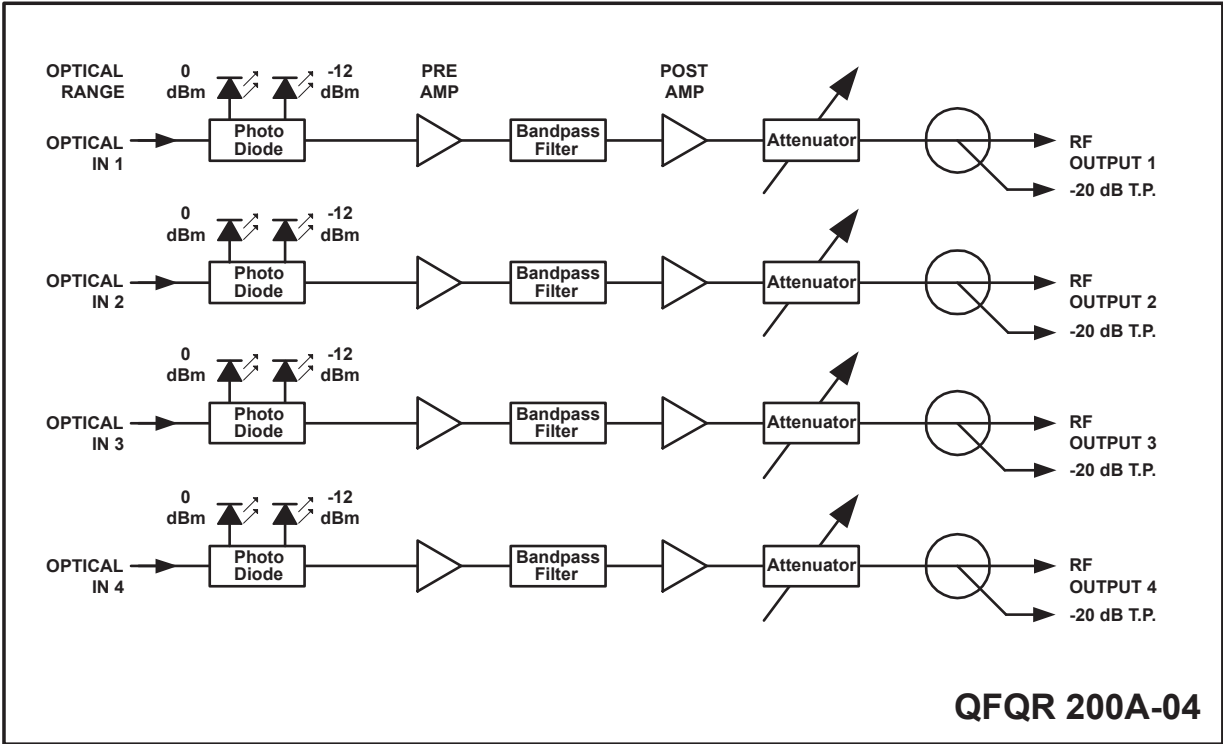 OPTICAL RANGE
0 dBm
-12 dBm
PRE AMP
POST AMP
OPTICAL IN 1
Photo Diode
Bandpass Filter
Attenuator
RF OUTPUT 1
-20 dB T.P.
0 dBm
-12 dBm
OPTICAL IN 2
Photo Diode
Bandpass Filter
Attenuator
RF OUTPUT 2
-20 dB T.P.
0 dBm
-12 dBm
OPTICAL IN 3
Photo Diode
Bandpass Filter
Attenuator
RF OUTPUT 3
-20 dB T.P.
0 dBm
-12 dBm
OPTICAL IN 4
Photo Diode
Bandpass Filter
Attenuator
RF OUTPUT 4
-20 dB T.P.
QFQR 200A-04